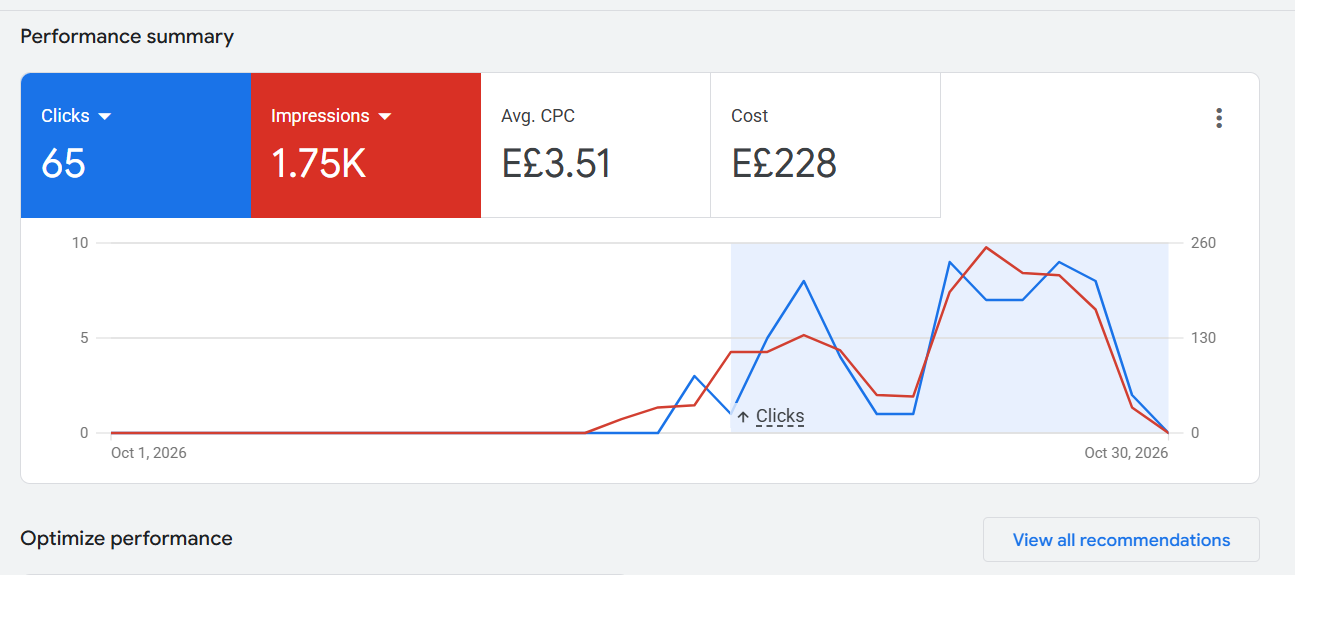 Performance summary
Clicks
65
Impressions
1.75K
Avg. CPC
E£3.51
Cost
E£228
10
260
5
130
↑ Clicks
0
0
Oct 1, 2026
Oct 30, 2026
Optimize performance
View all recommendations